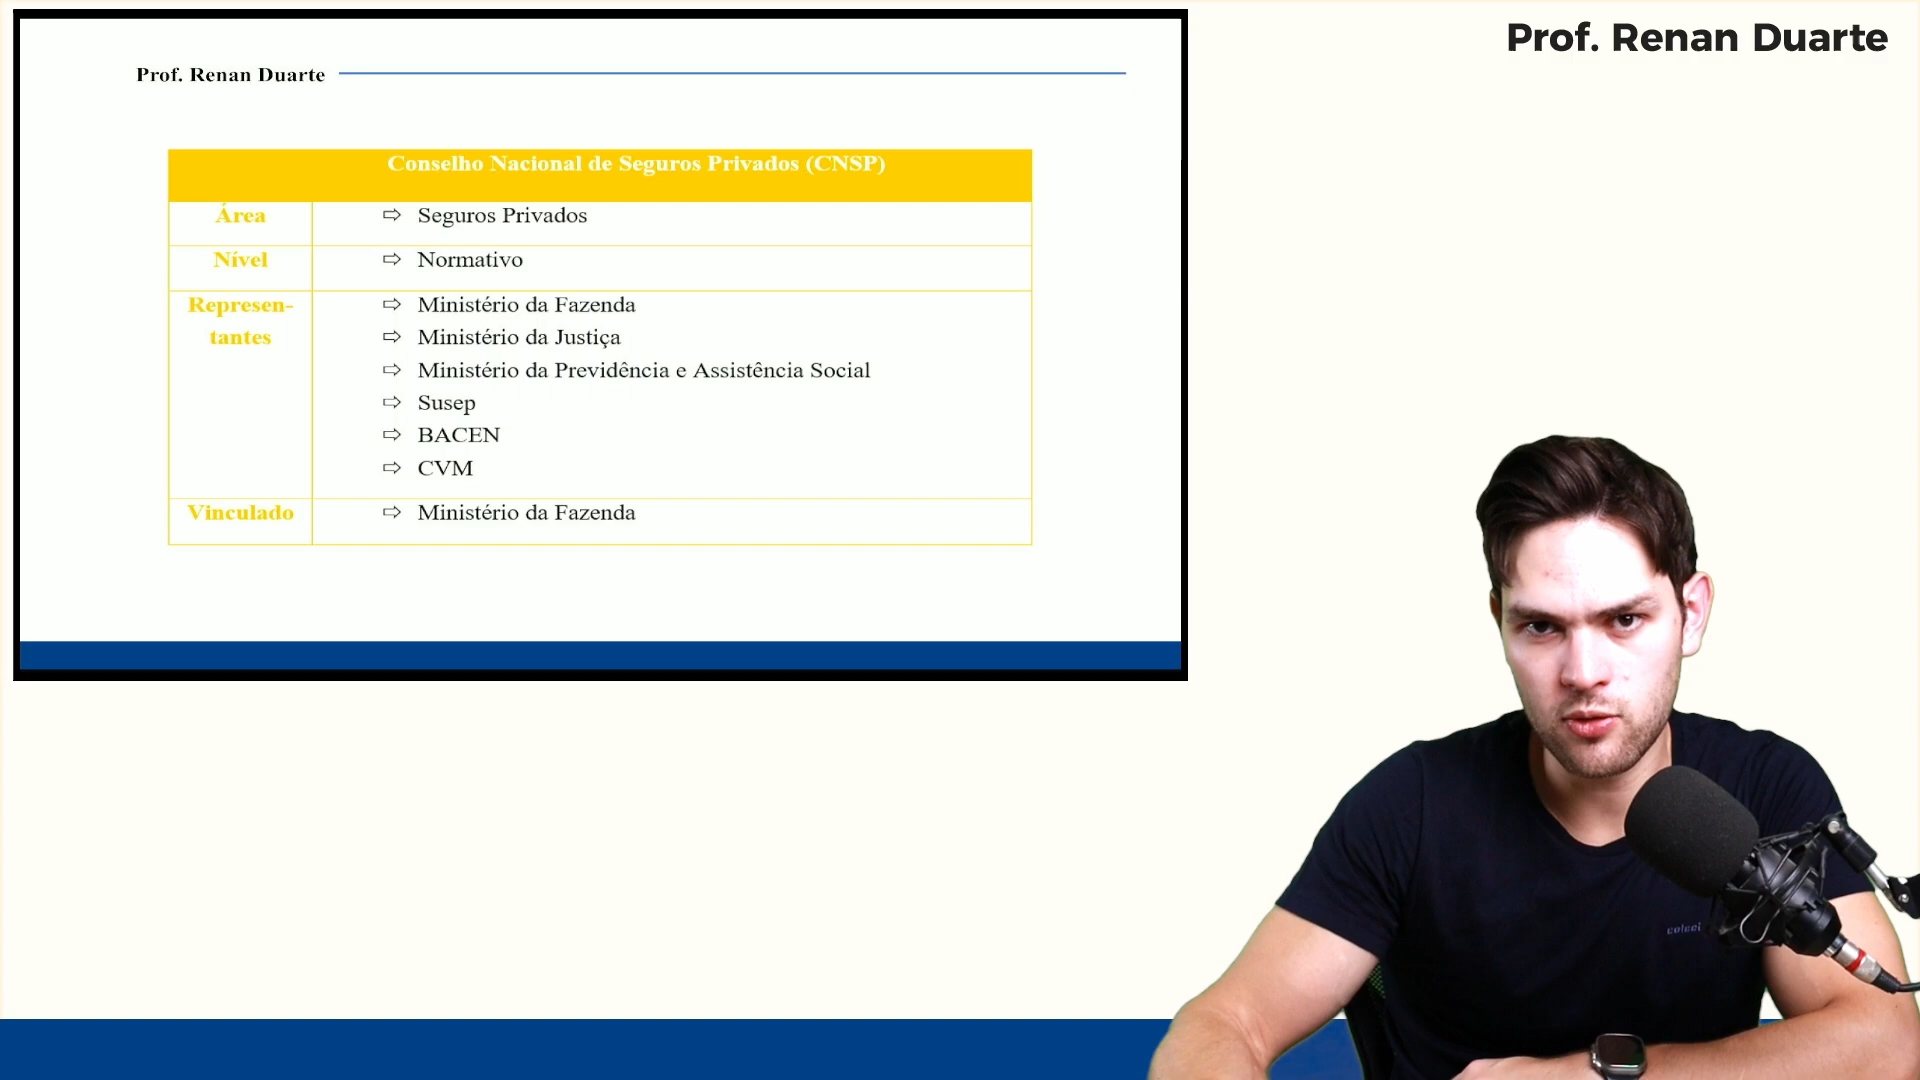 Prof. Renan Duarte
Prof. Renan Duarte
Conselho Nacional de Seguros Privados (CNSP)
Área
⇨ Seguros Privados
Nível
⇨ Normativo
Represen-
tantes
⇨ Ministério da Fazenda
⇨ Ministério da Justiça
⇨ Ministério da Previdência e Assistência Social
⇨ Susep
⇨ BACEN
⇨ CVM
Vinculado
⇨ Ministério da Fazenda